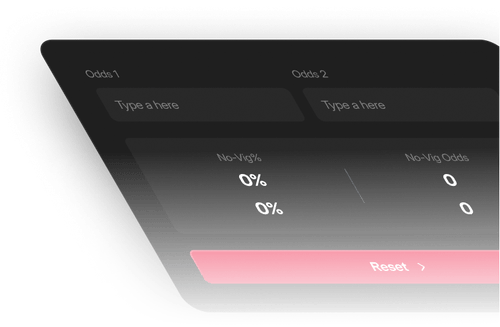 Odds 1 Odds 2
Type a here Type a here
No-Vig% No-Vig Odds
0% 0
0% 0
Reset